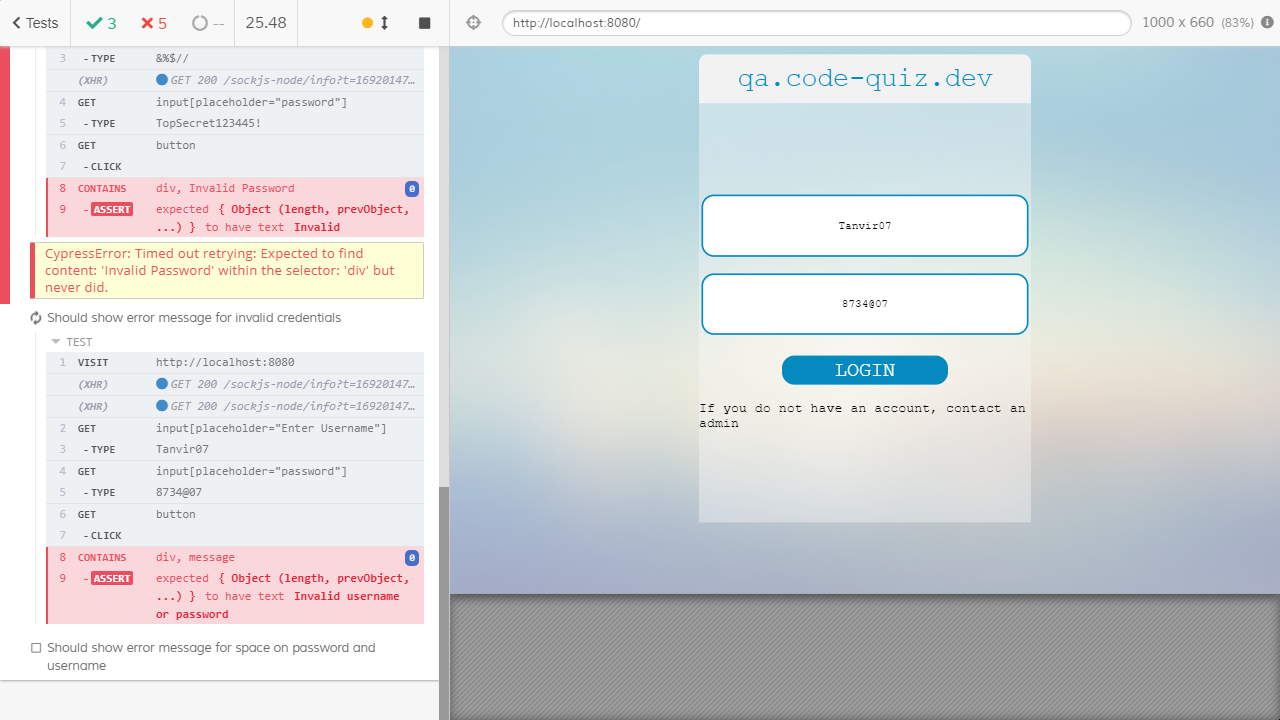 Tests 3 5 -- 25.48
http://localhost:8080/ 1000 x 660 (83%)
3 -TYPE &%$//
(XHR) GET 200 /sockjs-node/info?t=16920147…
4 GET input[placeholder="password"]
5 -TYPE TopSecret123445!
6 GET button
7 -CLICK
8 CONTAINS div, Invalid Password 0
9 -ASSERT expected { Object (length, prevObject,
...) } to have text Invalid
CypressError: Timed out retrying: Expected to find
content: 'Invalid Password' within the selector: 'div' but
never did.
Should show error message for invalid credentials
TEST
1 VISIT http://localhost:8080
(XHR) GET 200 /sockjs-node/info?t=16920147…
(XHR) GET 200 /sockjs-node/info?t=16920147…
2 GET input[placeholder="Enter Username"]
3 -TYPE Tanvir07
4 GET input[placeholder="password"]
5 -TYPE 8734@07
6 GET button
7 -CLICK
8 CONTAINS div, message 0
9 -ASSERT expected { Object (length, prevObject,
...) } to have text Invalid username
or password
Should show error message for space on password and
username
qa.code-quiz.dev
Tanvir07
8734@07
LOGIN
If you do not have an account, contact an
admin